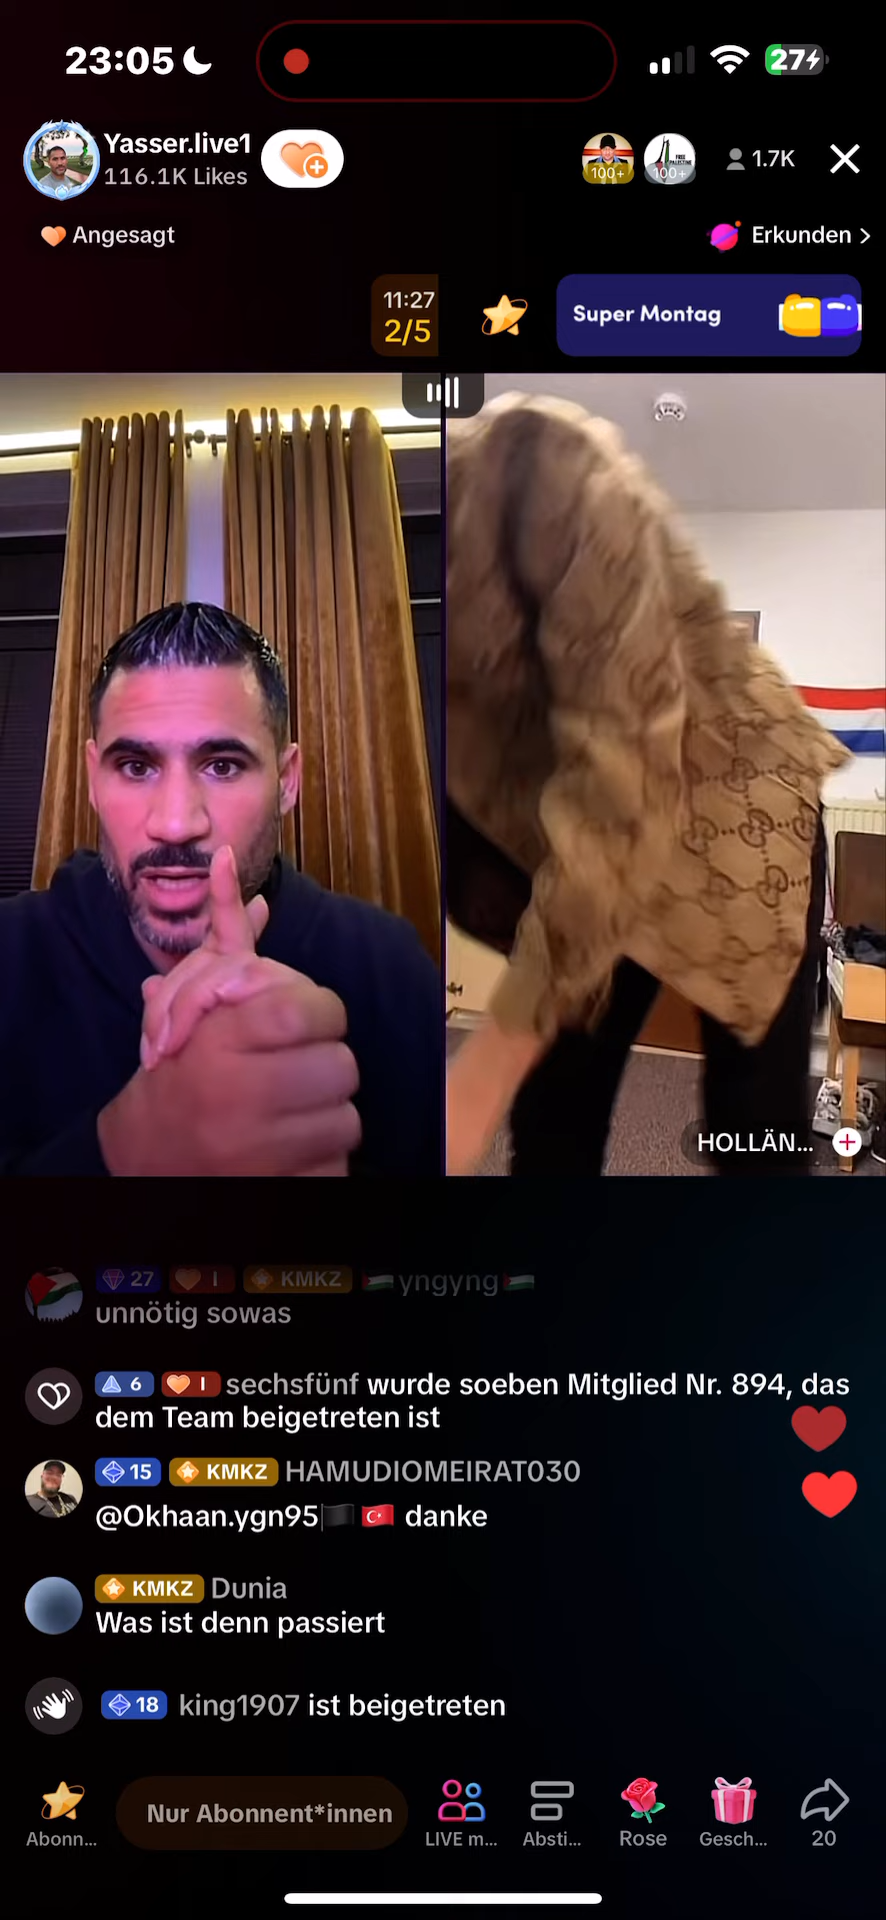 23:05
27
Yasser.live1
116.1K Likes
100+
FREE PALESTINE
100+
1.7K
Angesagt
Erkunden >
11:27
2/5
Super Montag
HOLLÄN...
27 I KMKZ 🇵🇸yngyng🇵🇸
unnötig sowas
6 I sechsfünf wurde soeben Mitglied Nr. 894, das
dem Team beigetreten ist
15 KMKZ HAMUDIOMEIRAT030
@Okhaan.ygn95🏴🇹🇷 danke
KMKZ Dunia
Was ist denn passiert
18 king1907 ist beigetreten
Abonn...
Nur Abonnent*innen
LIVE m...
Absti...
Rose
Gesch...
20